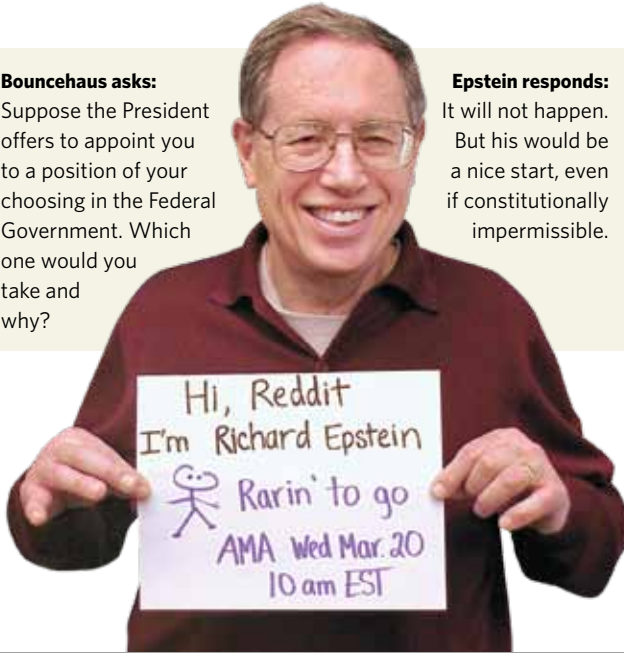 Bouncehaus asks:
Suppose the President
offers to appoint you
to a position of your
choosing in the Federal
Government. Which
one would you
take and
why?
Epstein responds:
It will not happen.
But his would be
a nice start, even
if constitutionally
impermissible.
Hi, Reddit
I'm Richard Epstein
Rarin' to go
AMA Wed Mar. 20
10 am EST